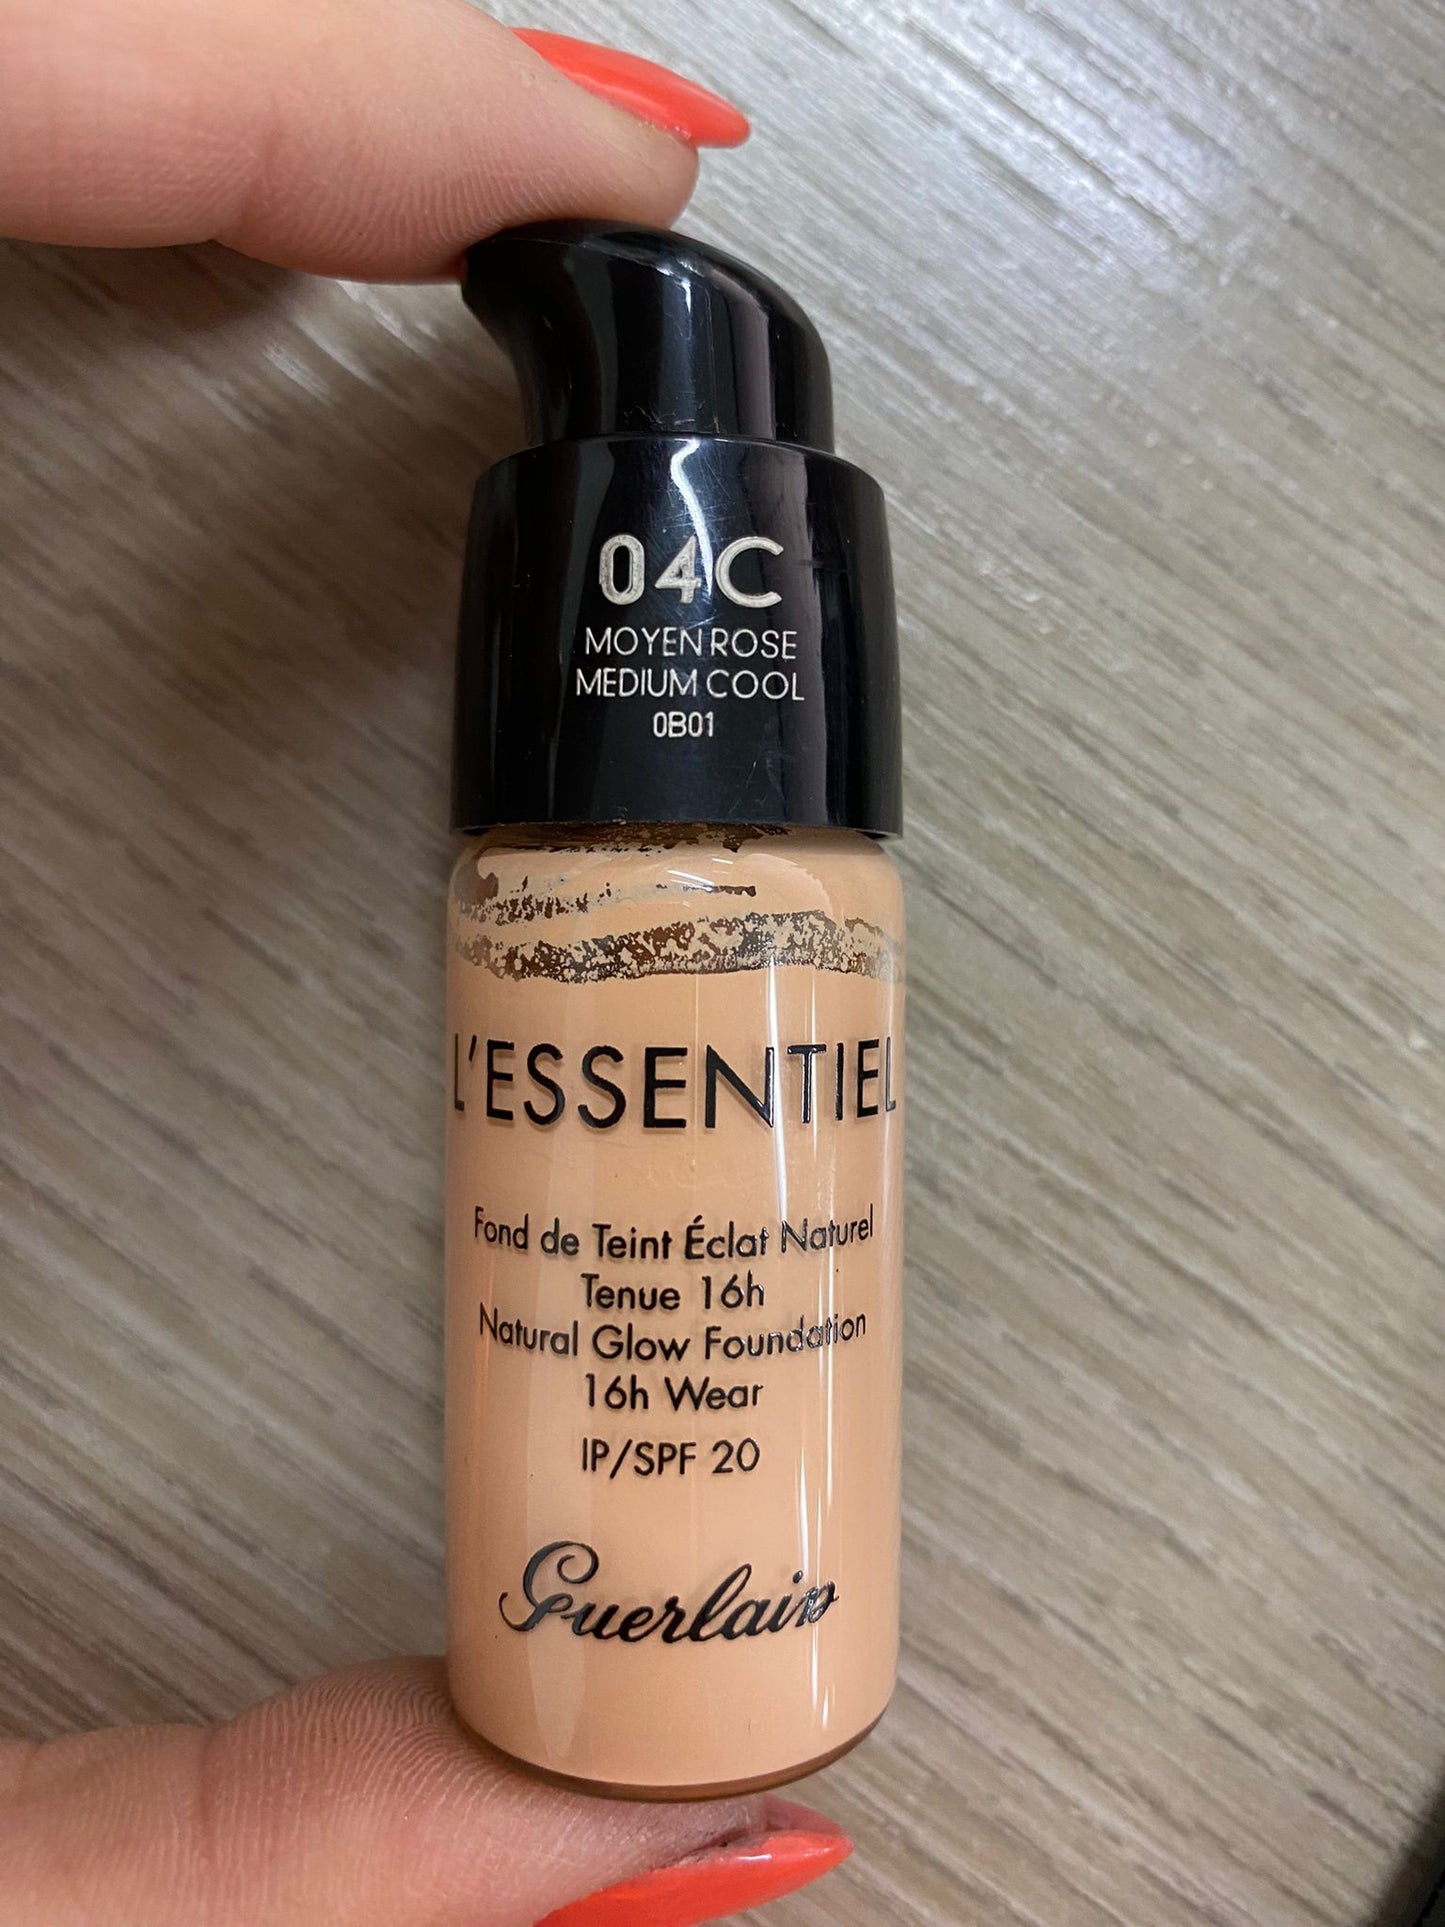 04C
MOYEN ROSE
MEDIUM COOL
0B01
L'ESSENTIEL
Fond de Teint Éclat Naturel
Tenue 16h
Natural Glow Foundation
16h Wear
IP/SPF 20
Guerlain